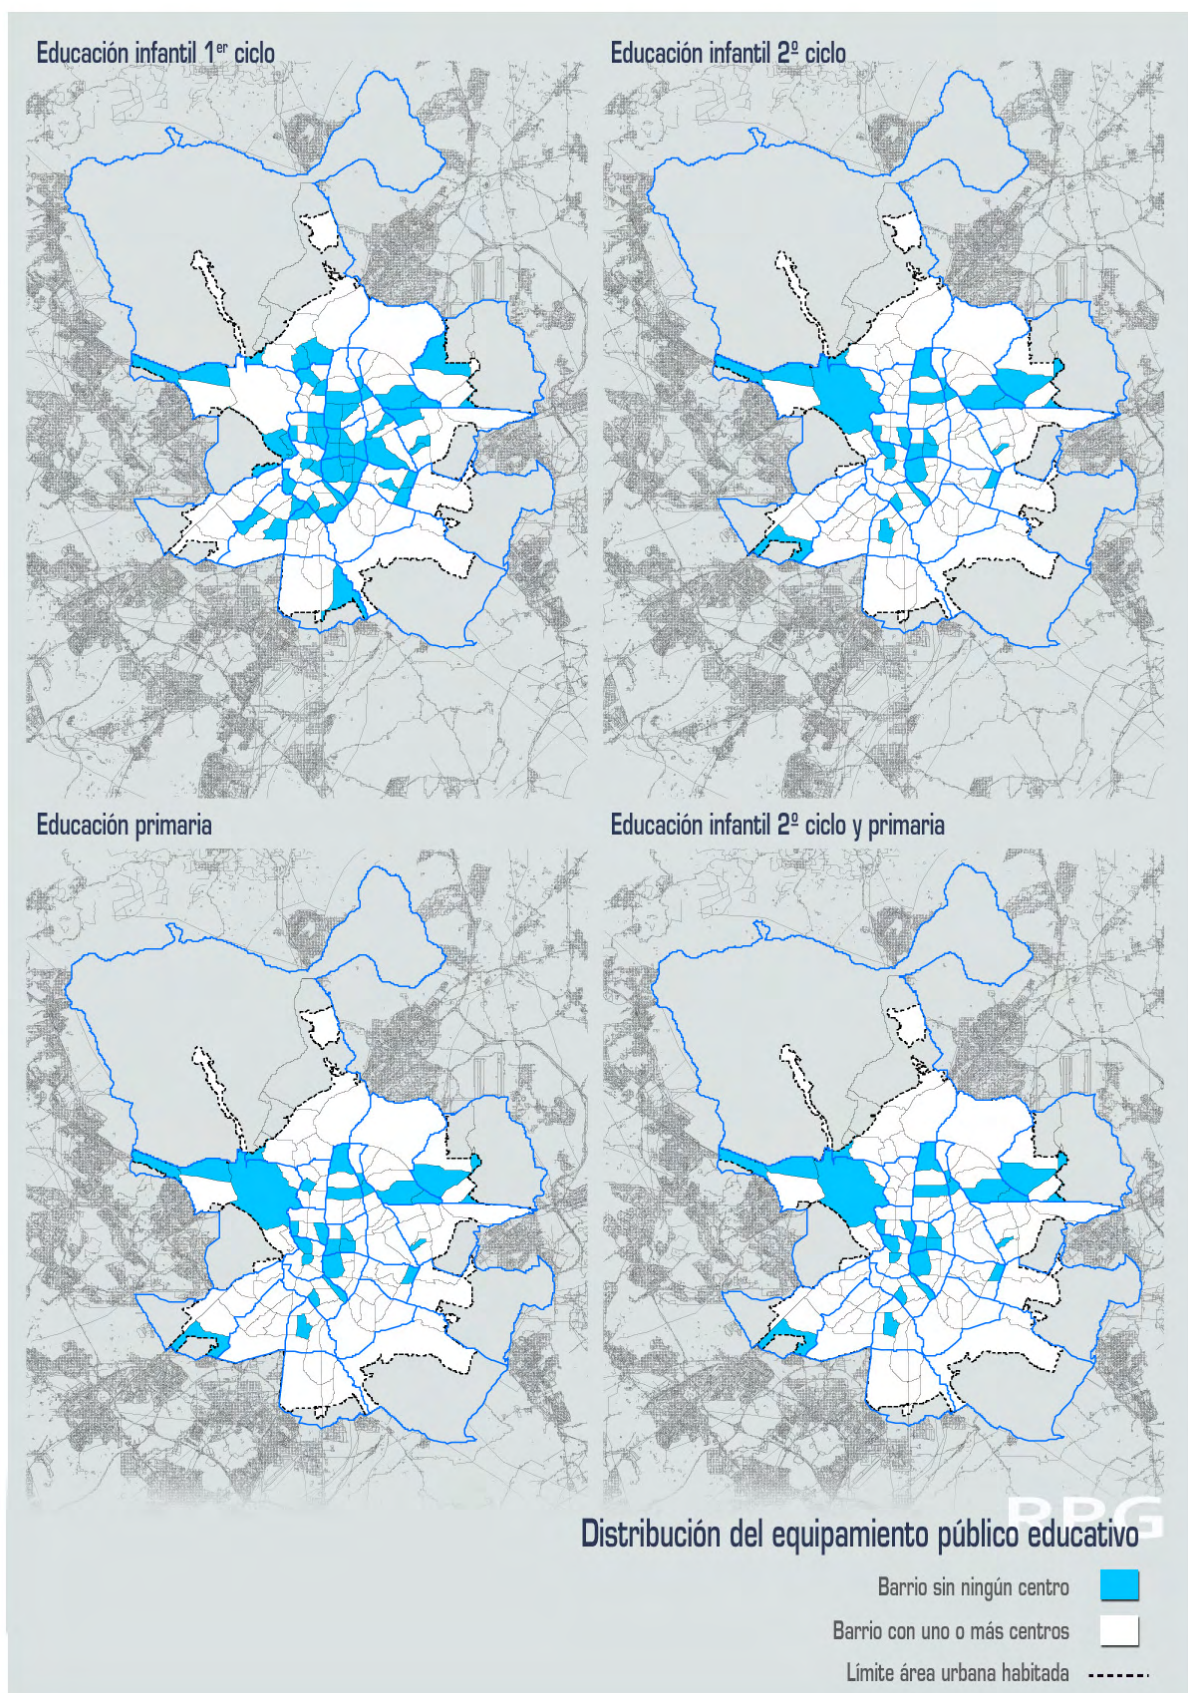 Educación infantil 1er ciclo
Educación infantil 2º ciclo
Educación primaria
Educación infantil 2º ciclo y primaria
RPG
Distribución del equipamiento público educativo
Barrio sin ningún centro
Barrio con uno o más centros
Límite área urbana habitada